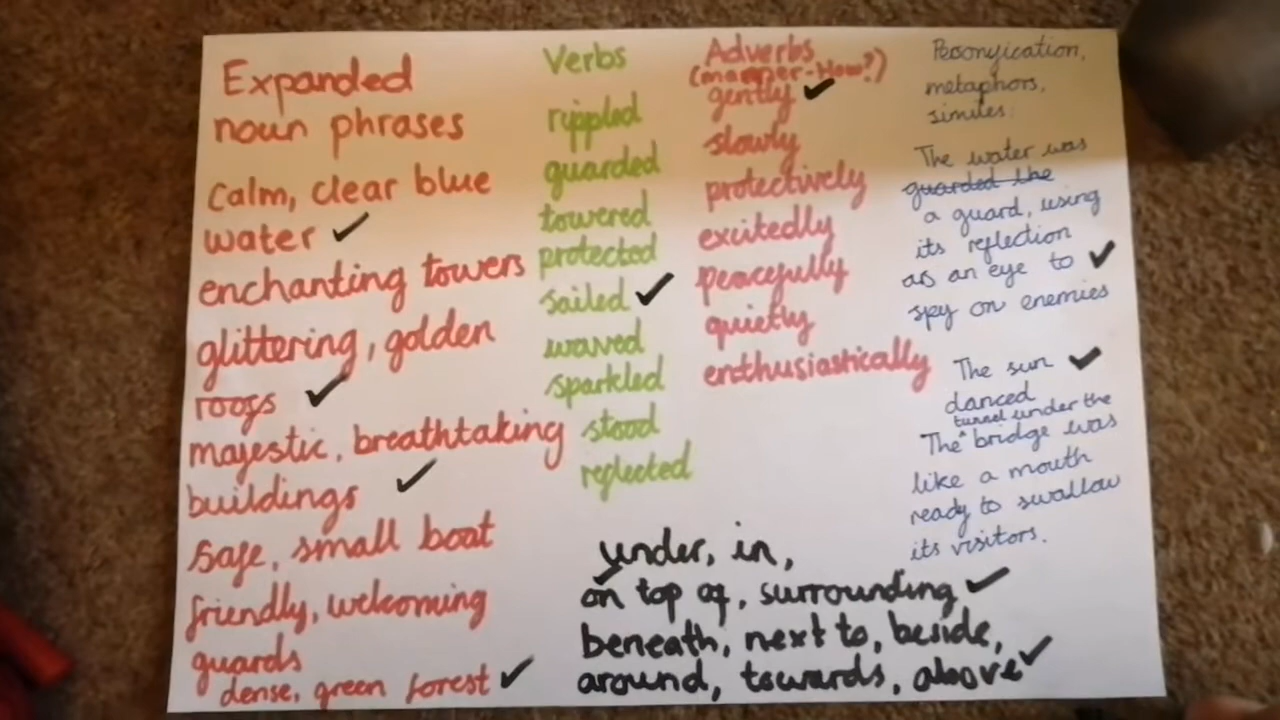 Expanded
noun phrases
Calm, clear blue
water ✓
enchanting towers
glittering, golden
roofs ✓
majestic, breathtaking
buildings ✓
safe, small boat
friendly, welcoming
guards
dense, green forest ✓
Verbs
rippled
guarded
towered
protected
sailed ✓
waved
sparkled
stood
reflected
Adverbs
(manner-How?)
gently ✓
slowly
protectively
excitedly
peacefully
quietly
enthusiastically
Personification,
metaphors,
similes:
The water was
guarded the
a guard, using
its reflection
as an eye to ✓
spy on enemies
The sun ✓
danced
tunnel under the
The ^ bridge was
like a mouth
ready to swallow
its visitors.
under, in,
on top of, surrounding ✓
beneath, next to, beside,
around, towards, above ✓